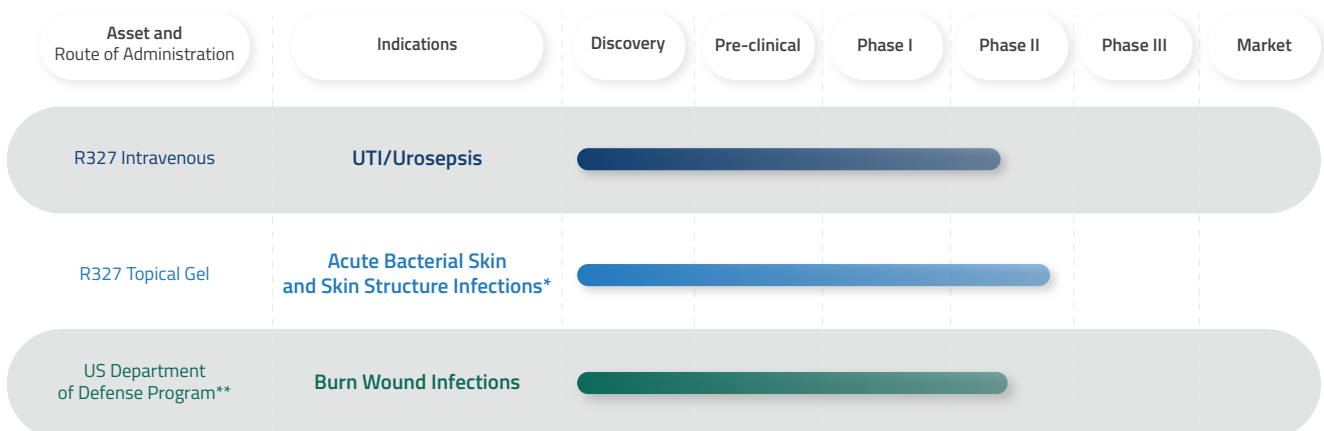 Asset and
Route of Administration
Indications
Discovery
Pre-clinical
Phase I
Phase II
Phase III
Market
R327 Intravenous
UTI/Urosepsis
R327 Topical Gel
Acute Bacterial Skin
and Skin Structure Infections*
US Department
of Defense Program**
Burn Wound Infections